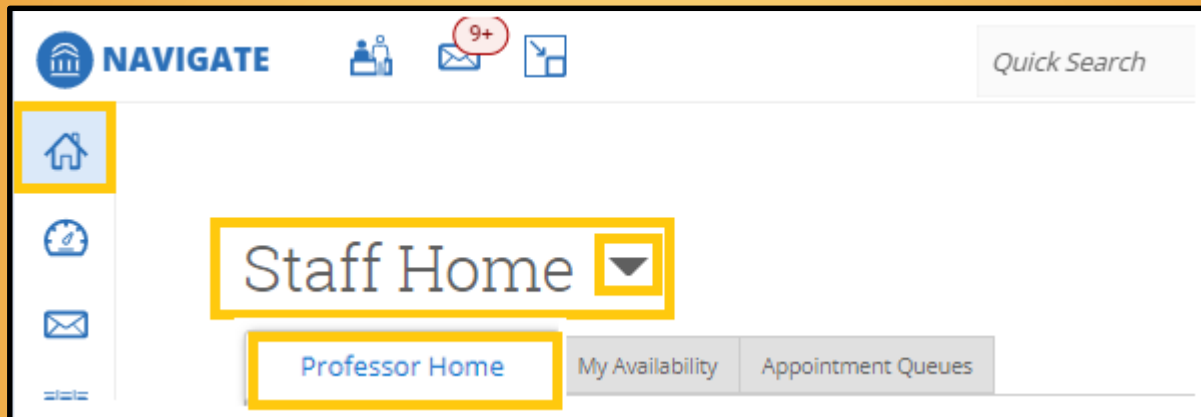 NAVIGATE 9+ Quick Search
Staff Home
Professor Home My Availability Appointment Queues